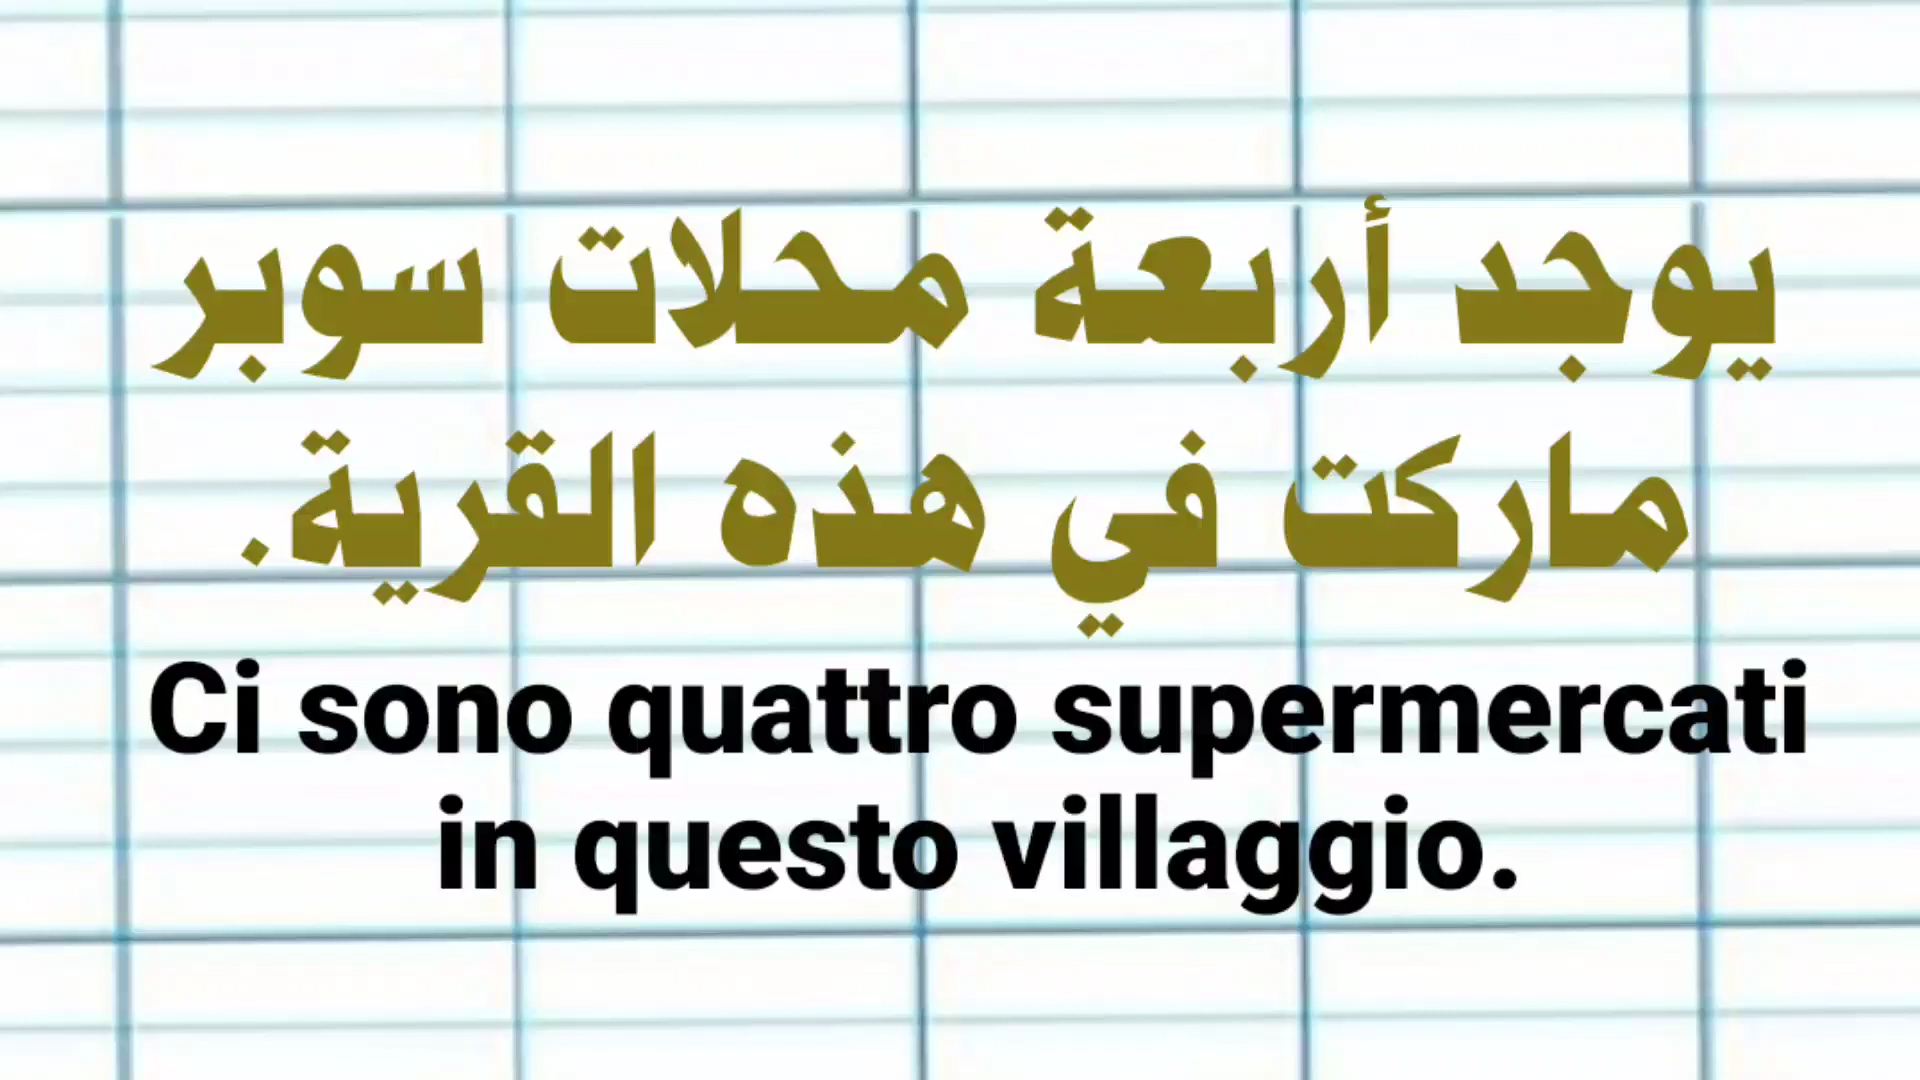 يوجد أربعة محلات سوبر
ماركت في هذه القرية.
Ci sono quattro supermercati
in questo villaggio.